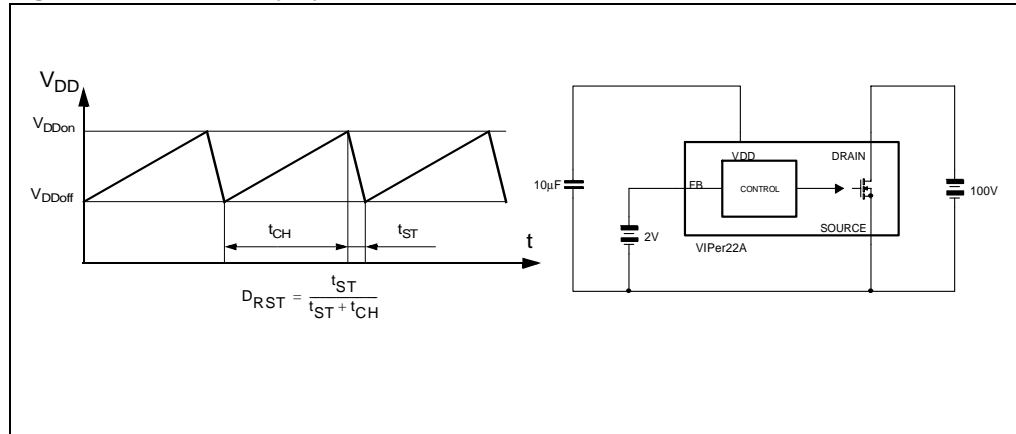 VDD
VDDon
VDDoff
tCH
tST
t
DRST = tST / tST + tCH
10µF
2V
FB
VDD
CONTROL
DRAIN
SOURCE
VIPer22A
100V